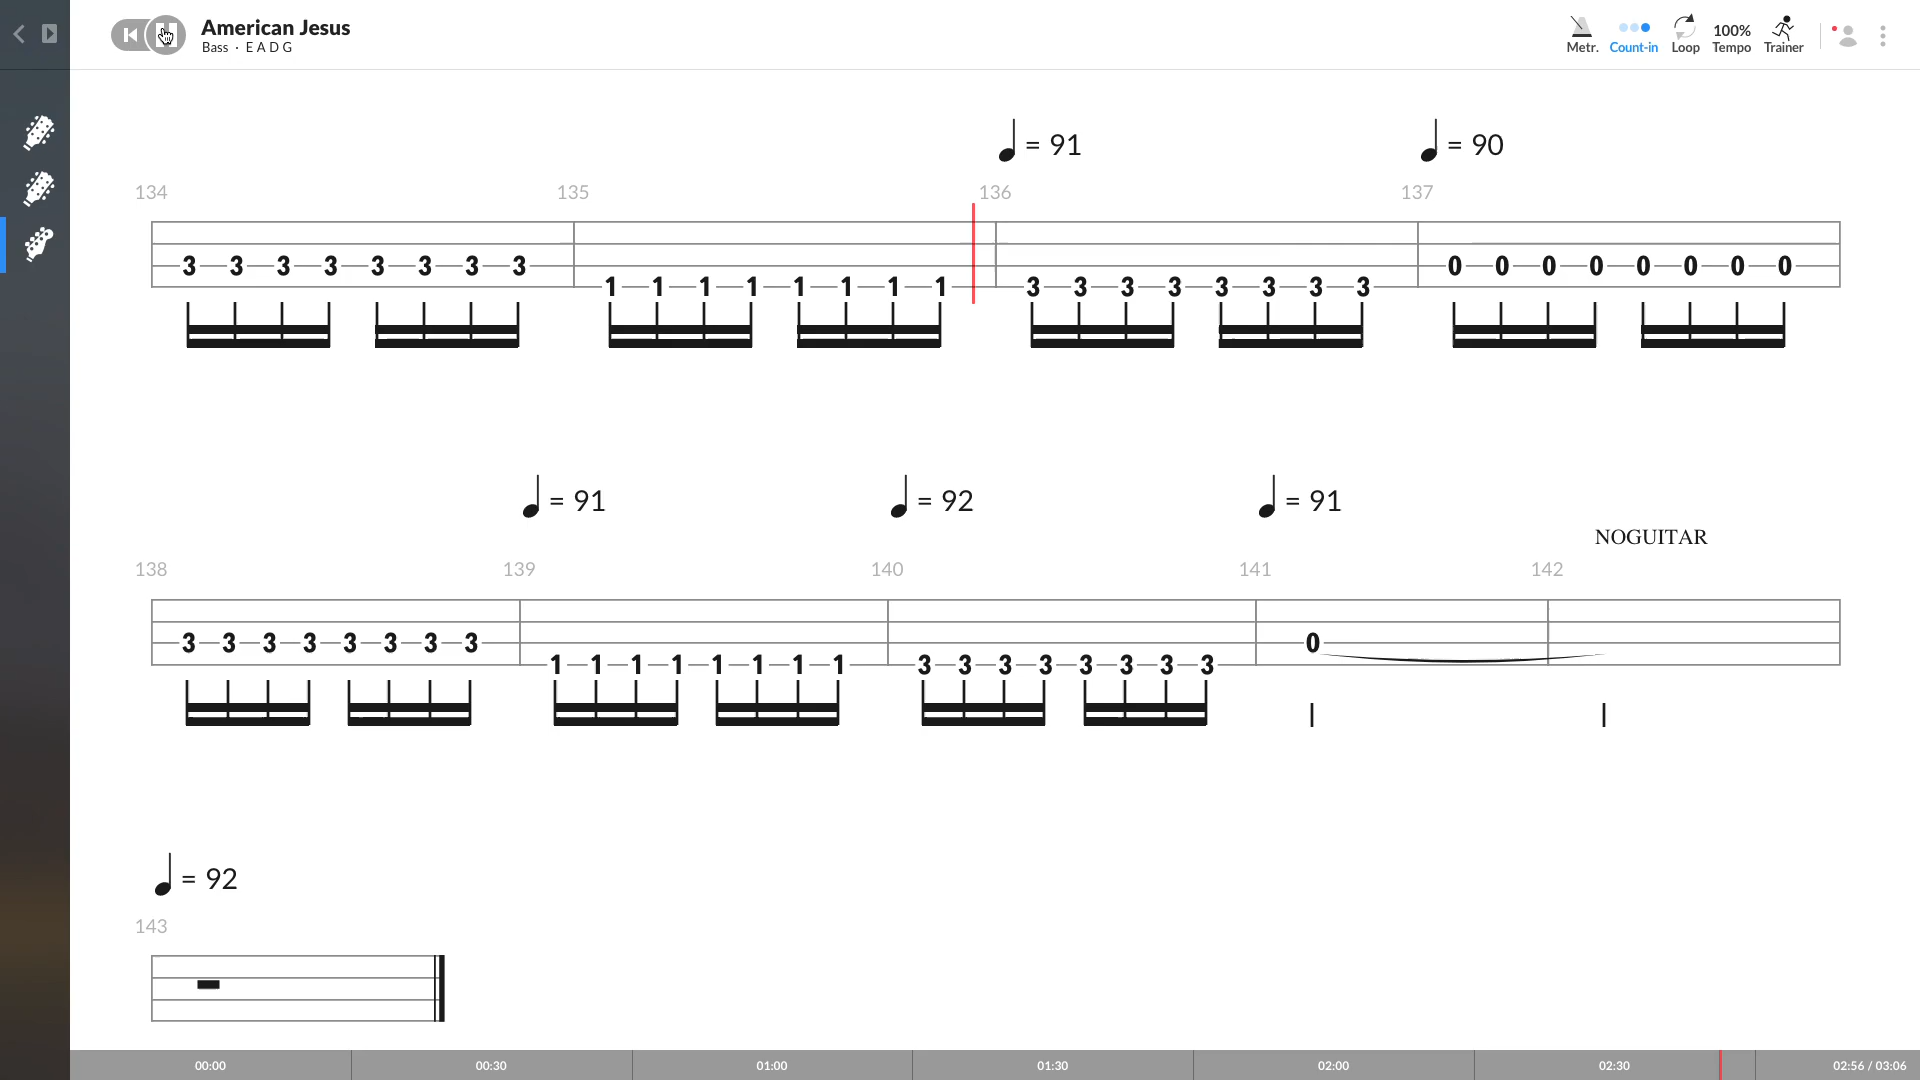 American Jesus
Bass · E A D G
Metr.
Count-in
Loop
100%
Tempo
Trainer
= 91
= 90
134
135
136
137
3 3 3 3 3 3 3 3
1 1 1 1 1 1 1 1
3 3 3 3 3 3 3 3
0 0 0 0 0 0 0 0
= 91
= 92
= 91
NOGUITAR
138
139
140
141
142
3 3 3 3 3 3 3 3
1 1 1 1 1 1 1 1
3 3 3 3 3 3 3 3
0
= 92
143
00:00
00:30
01:00
01:30
02:00
02:30
02:56 / 03:06